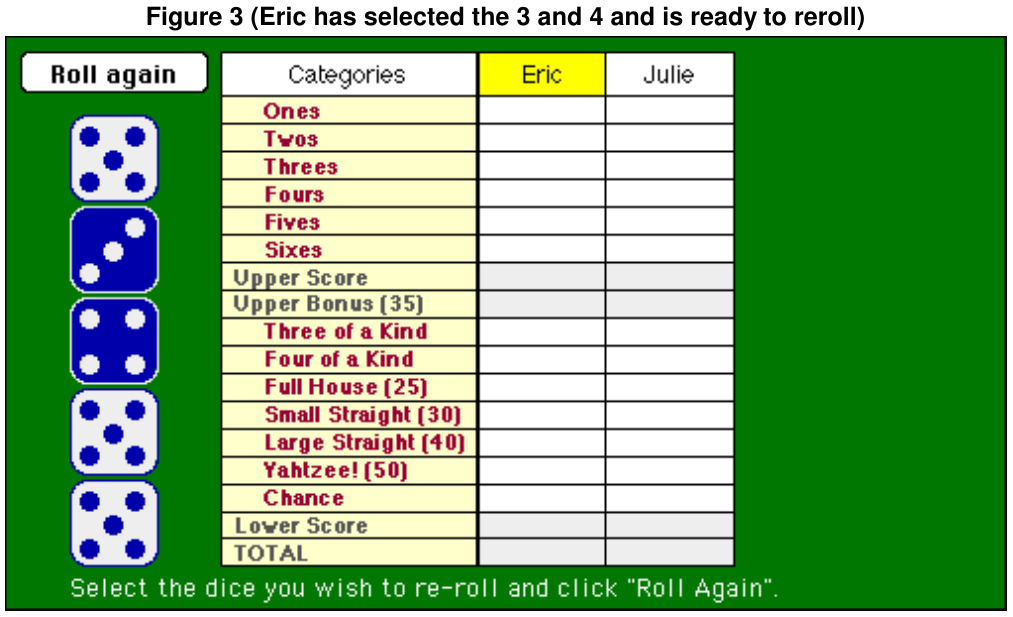 Figure 3 (Eric has selected the 3 and 4 and is ready to reroll)
Roll again
Categories Eric Julie
Ones
Twos
Threes
Fours
Fives
Sixes
Upper Score
Upper Bonus (35)
Three of a Kind
Four of a Kind
Full House (25)
Small Straight (30)
Large Straight (40)
Yahtzee! (50)
Chance
Lower Score
TOTAL
Select the dice you wish to re-roll and click "Roll Again".